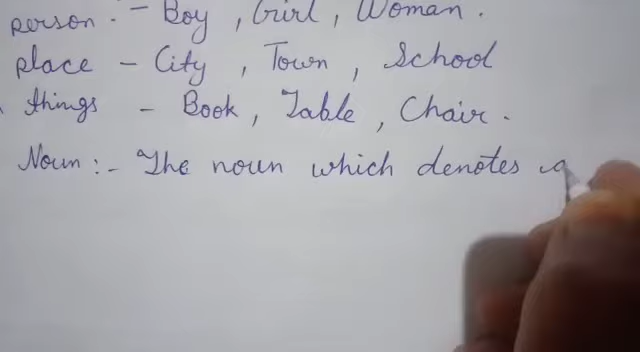 person :- Boy , Girl , Woman .
place - City , Town , School
things - Book , Table , Chair .
Noun :- The noun which denotes